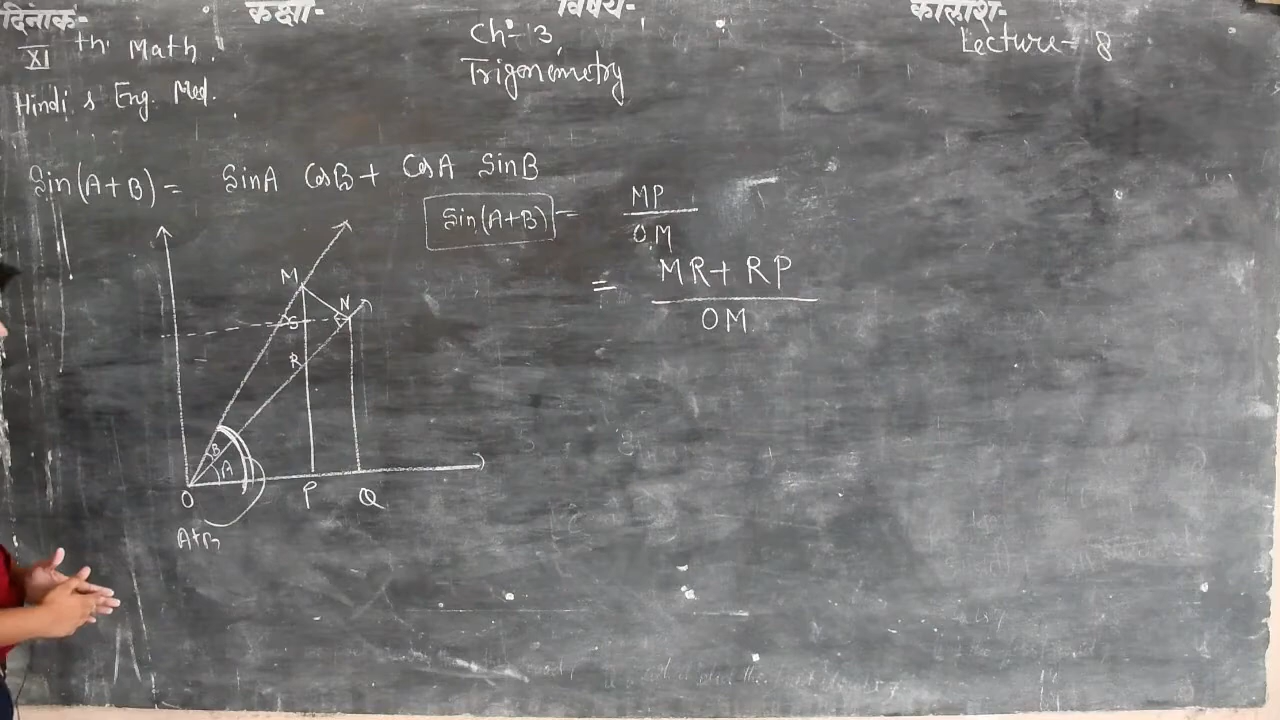 दिनांक- कक्षा- विषय- कालांश-
XI th Math. Ch-3, Lecture-8
Trigonometry
Hindi & Eng. Med.
Sin(A+B) = SinA CosB + CosA SinB
Sin(A+B) = MP
OM
= MR + RP
OM
M
N
S
R
B
A
O P Q
A+B